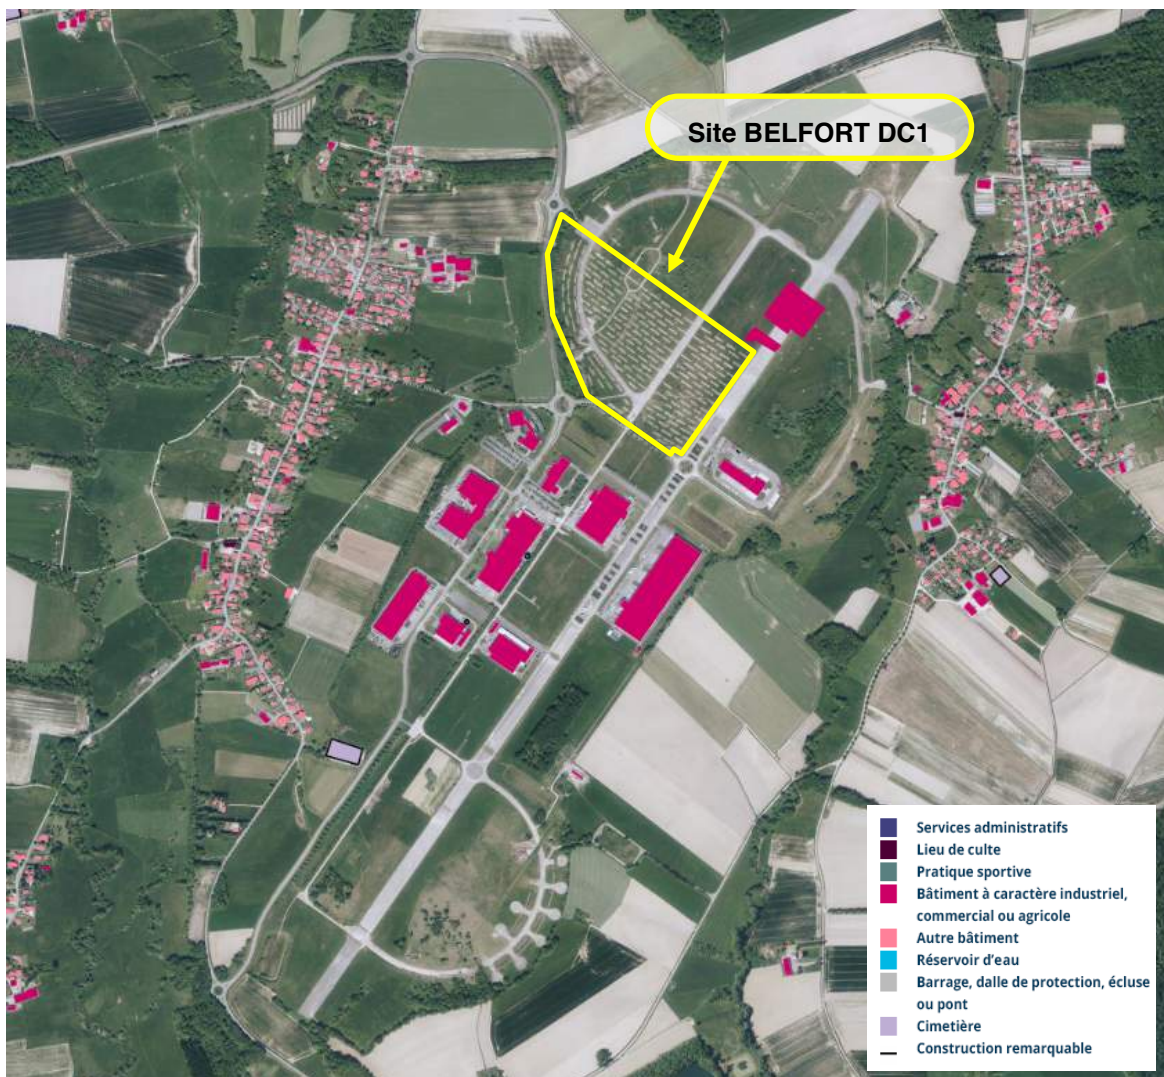 Site BELFORT DC1
Services administratifs
Lieu de culte
Pratique sportive
Bâtiment à caractère industriel,
commercial ou agricole
Autre bâtiment
Réservoir d'eau
Barrage, dalle de protection, écluse
ou pont
Cimetière
Construction remarquable